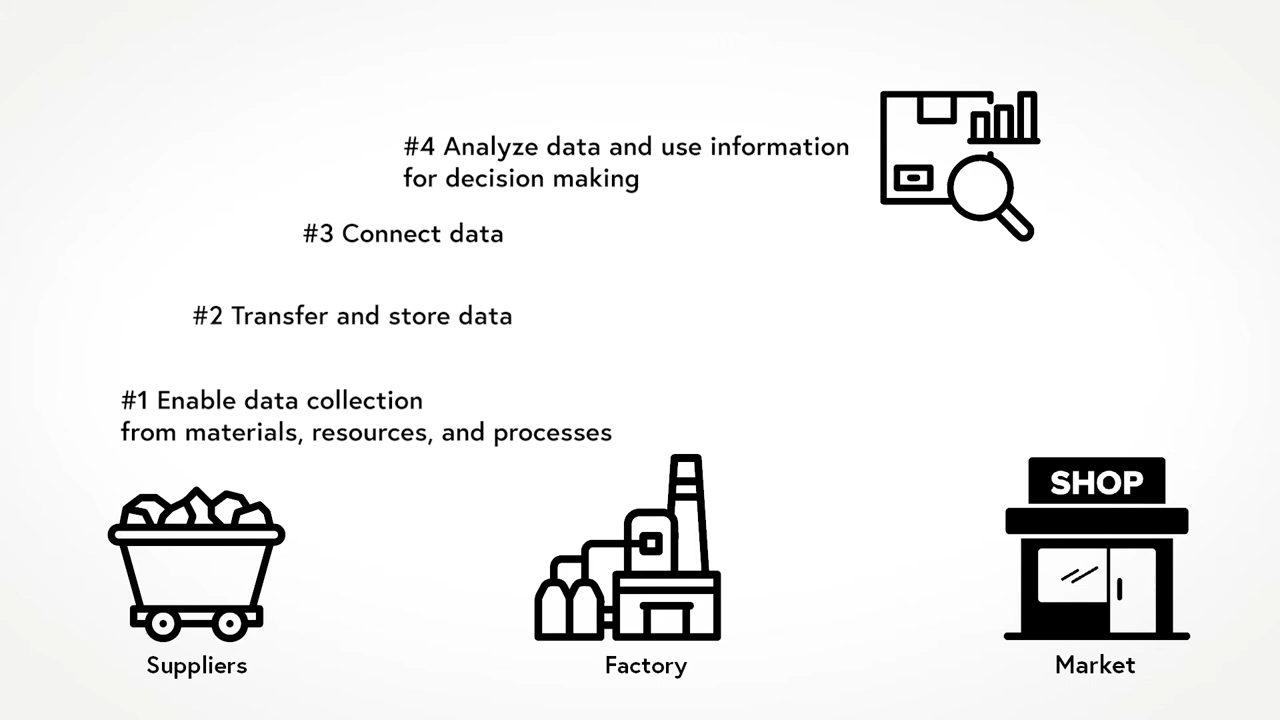 #4 Analyze data and use information
for decision making
#3 Connect data
#2 Transfer and store data
#1 Enable data collection
from materials, resources, and processes
SHOP
Suppliers
Factory
Market